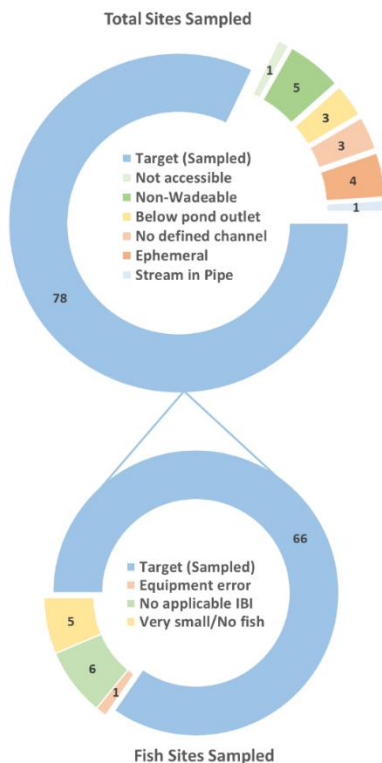 Total Sites Sampled
1
5
3
3
4
1
78
Target (Sampled)
Not accessible
Non-Wadeable
Below pond outlet
No defined channel
Ephemeral
Stream in Pipe
66
5
6
1
Target (Sampled)
Equipment error
No applicable IBI
Very small/No fish
Fish Sites Sampled